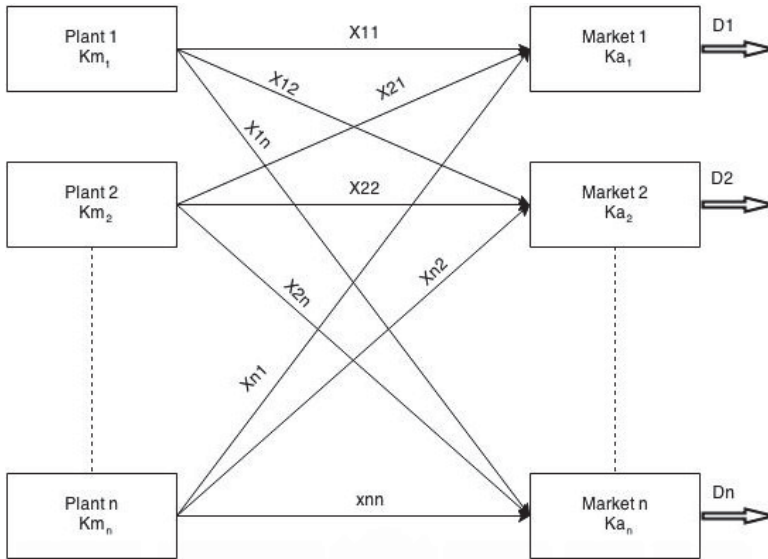 Plant 1
Km₁
X11
Market 1
Ka₁
D1
X12
X21
X1n
Plant 2
Km₂
X22
Market 2
Ka₂
D2
X2n
Xn2
Xn1
Plant n
Kmₙ
xnn
Market n
Kaₙ
Dn